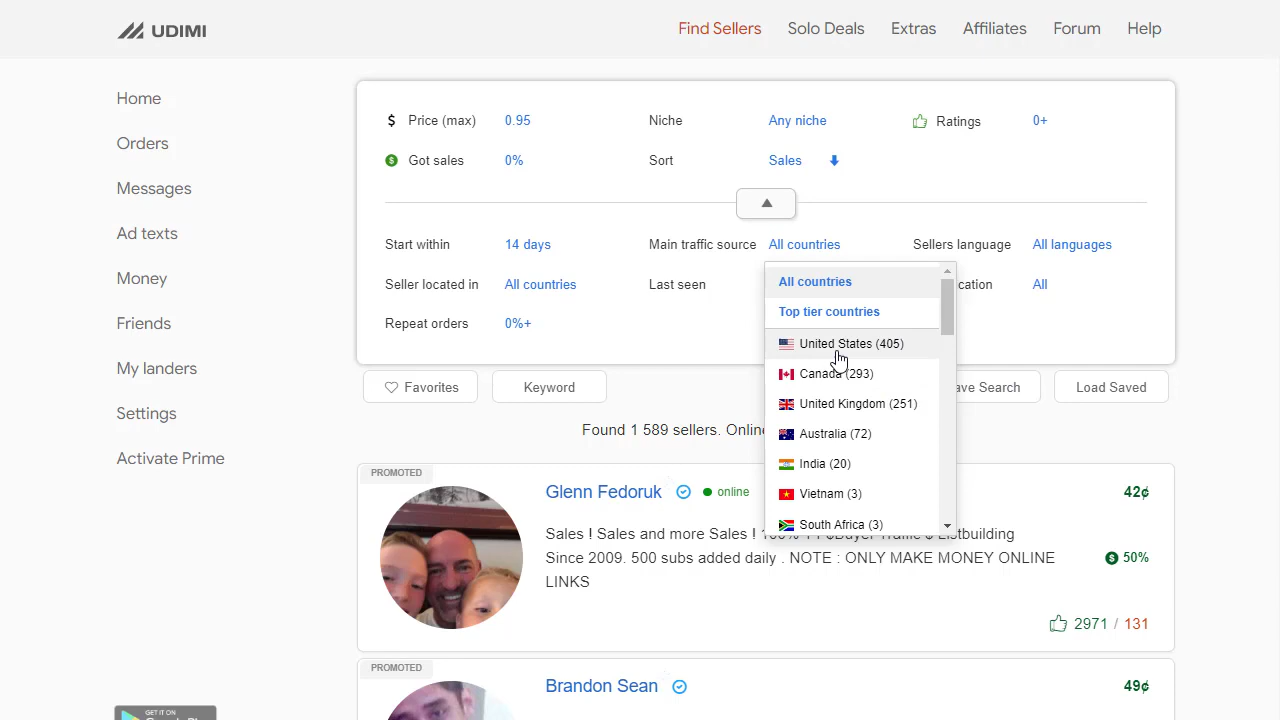 UDIMI
Find Sellers
Solo Deals
Extras
Affiliates
Forum
Help
Home
Orders
Messages
Ad texts
Money
Friends
My landers
Settings
Activate Prime
GET IT ON
$ Price (max) 0.95
Niche Any niche
Ratings 0+
$ Got sales 0%
Sort Sales
Start within 14 days
Main traffic source All countries
Sellers language All languages
Seller located in All countries
Last seen
cation All
Repeat orders 0%+
All countries
Top tier countries
United States (405)
Canada (293)
United Kingdom (251)
Australia (72)
India (20)
Vietnam (3)
South Africa (3)
Favorites
Keyword
ave Search
Load Saved
Found 1 589 sellers.
PROMOTED
Glenn Fedoruk
online
42¢
Sales ! Sales and more Sales !
Since 2009. 500 subs added daily . NOTE : ONLY MAKE MONEY ONLINE
LINKS
$ 50%
2971 / 131
PROMOTED
Brandon Sean
49¢